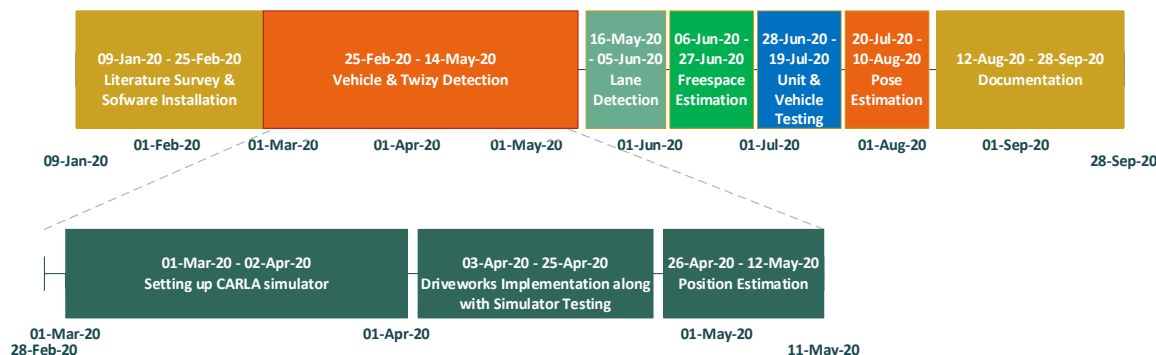 09-Jan-20 - 25-Feb-20
Literature Survey &
Sofware Installation
25-Feb-20 - 14-May-20
Vehicle & Twizy Detection
16-May-20
- 05-Jun-20
Lane
Detection
06-Jun-20 -
27-Jun-20
Freespace
Estimation
28-Jun-20 -
19-Jul-20
Unit &
Vehicle
Testing
20-Jul-20 -
10-Aug-20
Pose
Estimation
12-Aug-20 - 28-Sep-20
Documentation
01-Feb-20 01-Mar-20 01-Apr-20 01-May-20 01-Jun-20 01-Jul-20 01-Aug-20 01-Sep-20
09-Jan-20 28-Sep-20
01-Mar-20 - 02-Apr-20
Setting up CARLA simulator
03-Apr-20 - 25-Apr-20
Driveworks Implementation along
with Simulator Testing
26-Apr-20 - 12-May-20
Position Estimation
01-Mar-20 01-Apr-20 01-May-20
28-Feb-20 11-May-20